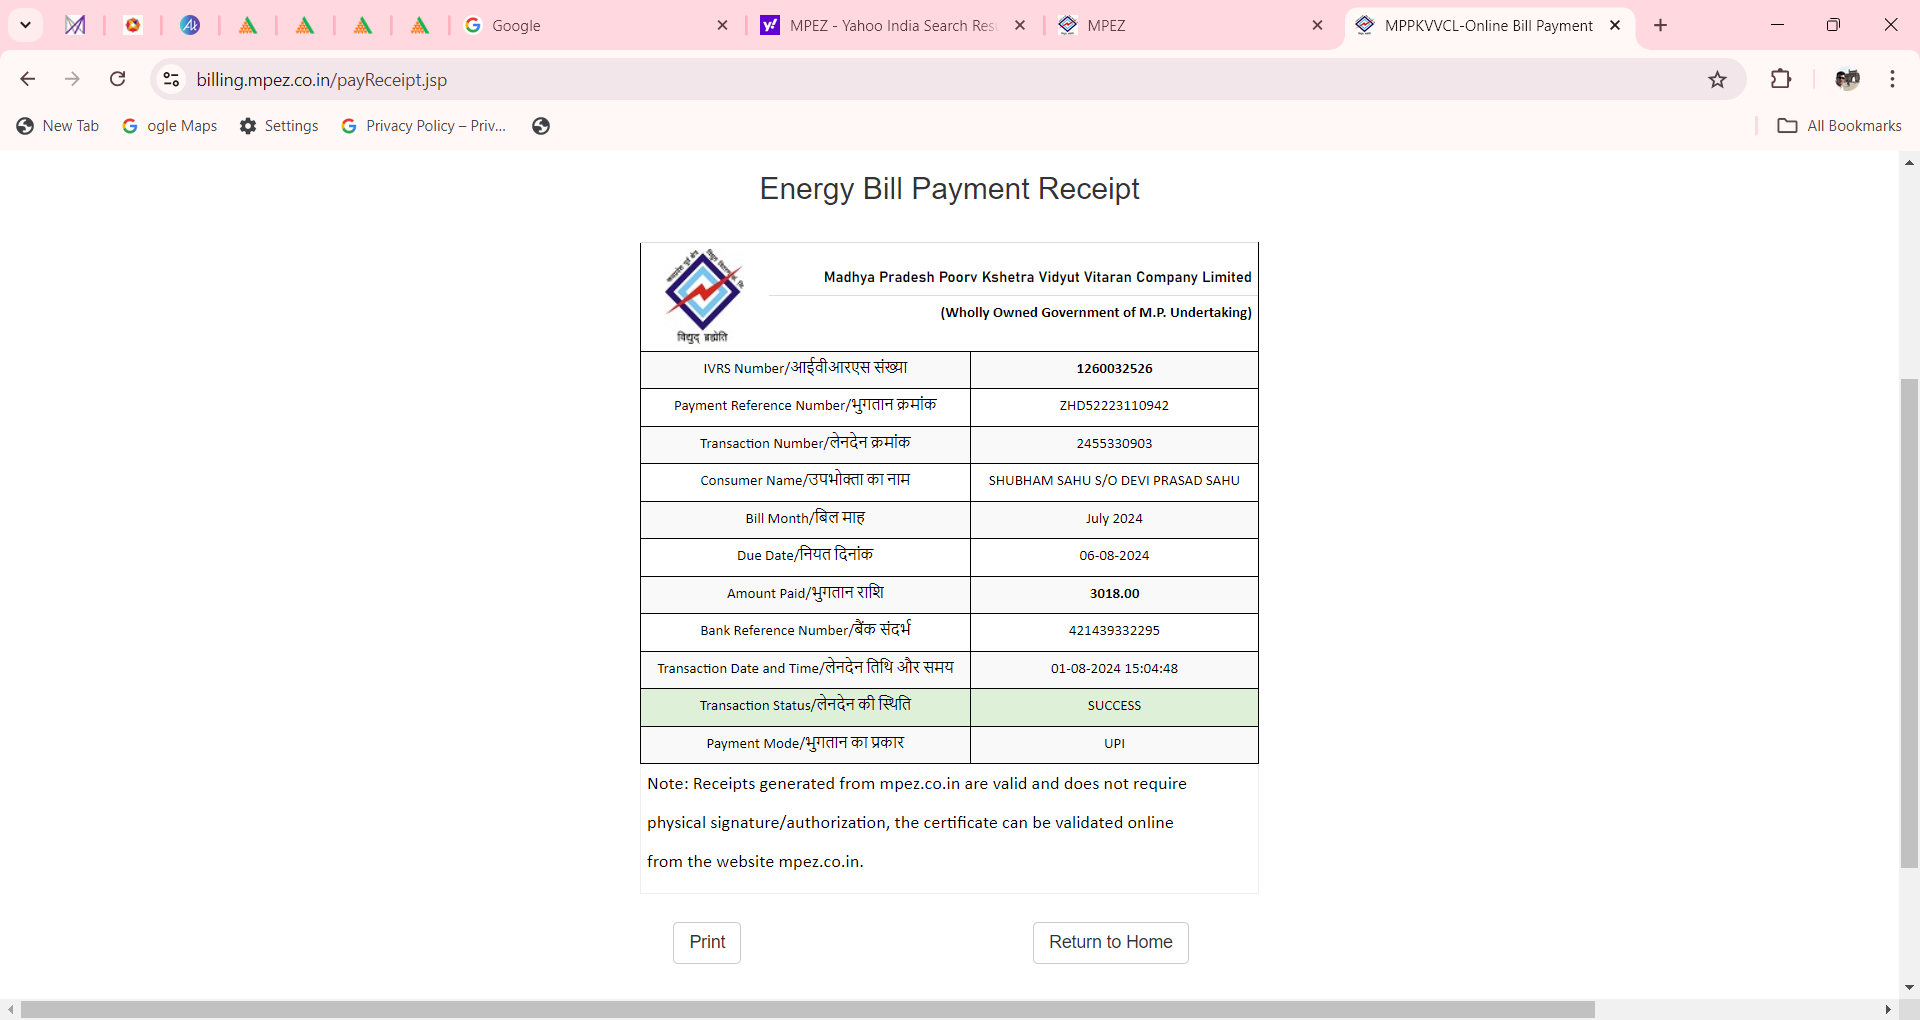 Google
MPEZ - Yahoo India Search Res
MPEZ
MPPKVVCL-Online Bill Payment
billing.mpez.co.in/payReceipt.jsp
New Tab
ogle Maps
Settings
Privacy Policy – Priv...
All Bookmarks
Energy Bill Payment Receipt
Madhya Pradesh Poorv Kshetra Vidyut Vitaran Company Limited
(Wholly Owned Government of M.P. Undertaking)
IVRS Number/आईवीआरएस संख्या 1260032526
Payment Reference Number/भुगतान क्रमांक ZHD52223110942
Transaction Number/लेनदेन क्रमांक 2455330903
Consumer Name/उपभोक्ता का नाम SHUBHAM SAHU S/O DEVI PRASAD SAHU
Bill Month/बिल माह July 2024
Due Date/नियत दिनांक 06-08-2024
Amount Paid/भुगतान राशि 3018.00
Bank Reference Number/बैंक संदर्भ 421439332295
Transaction Date and Time/लेनदेन तिथि और समय 01-08-2024 15:04:48
Transaction Status/लेनदेन की स्थिति SUCCESS
Payment Mode/भुगतान का प्रकार UPI
Note: Receipts generated from mpez.co.in are valid and does not require
physical signature/authorization, the certificate can be validated online
from the website mpez.co.in.
Print
Return to Home